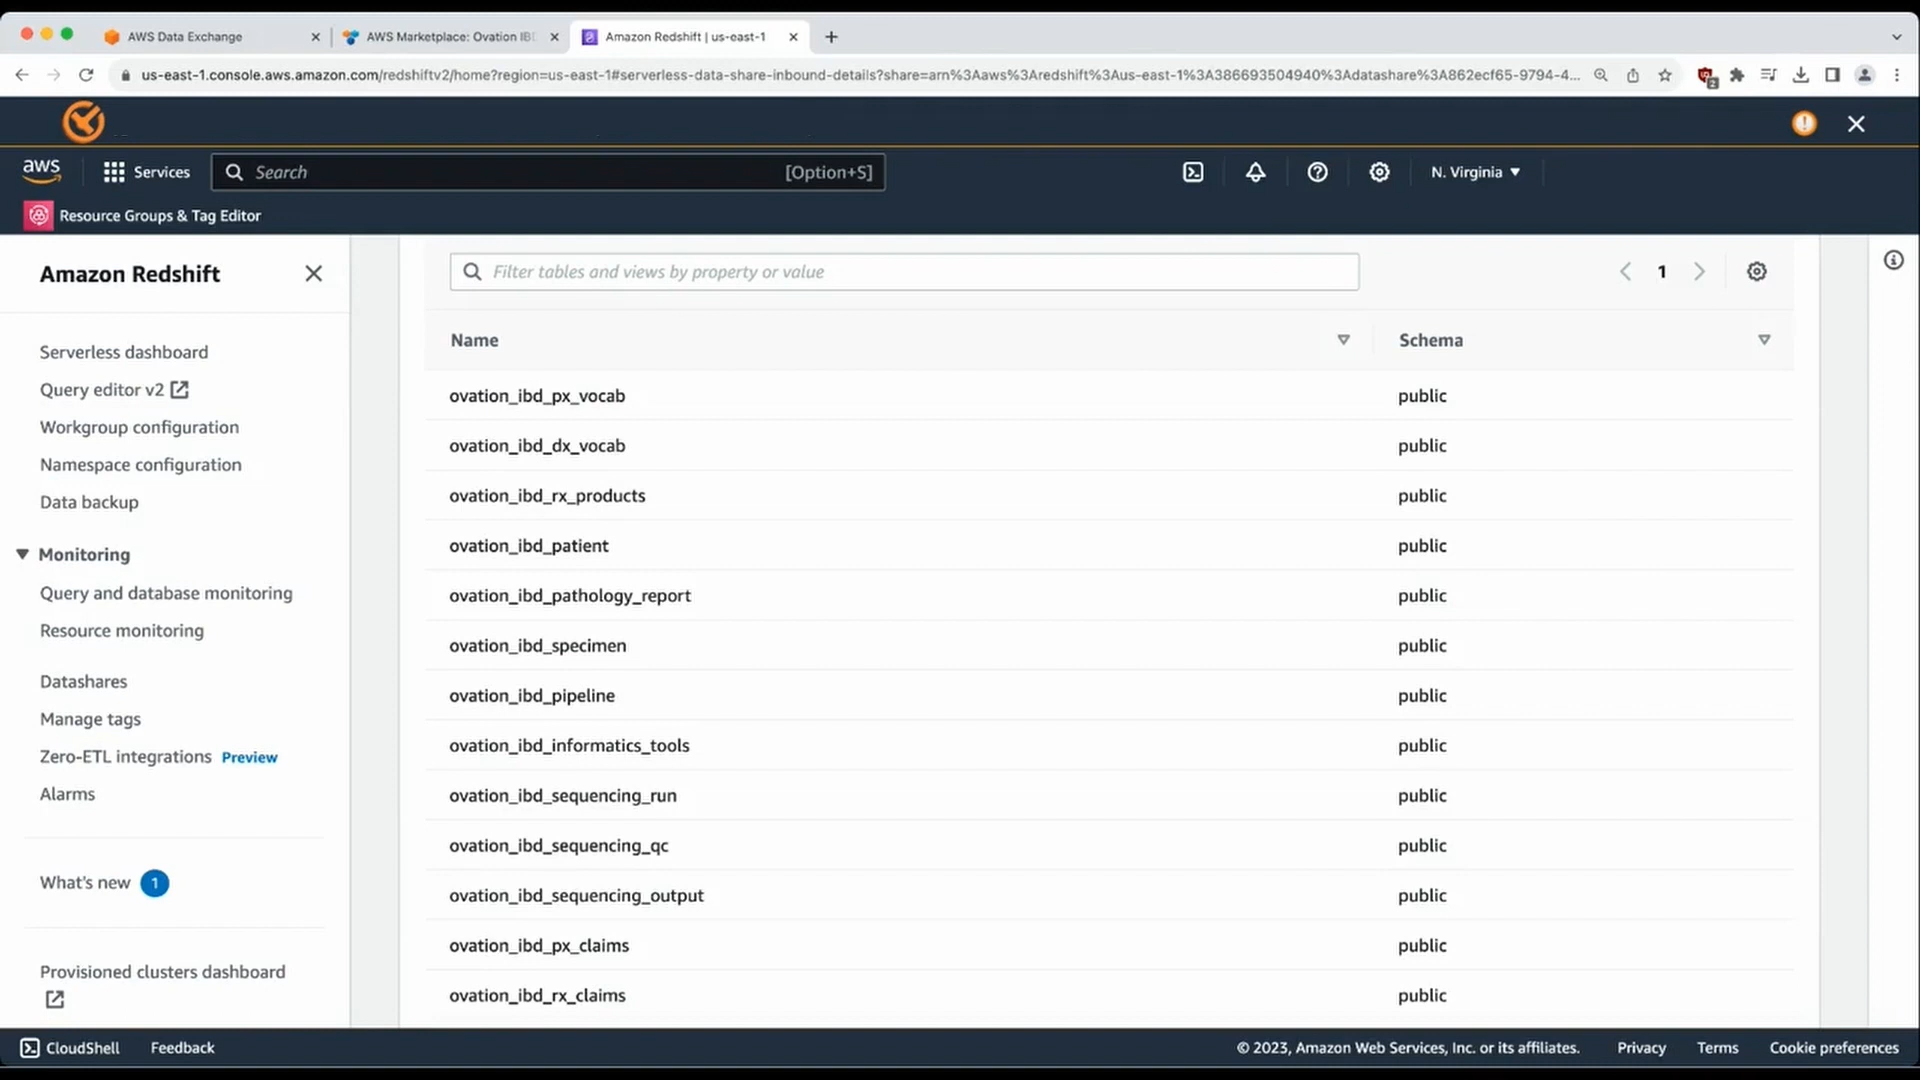 AWS Data Exchange
AWS Marketplace: Ovation IBD
Amazon Redshift | us-east-1
us-east-1.console.aws.amazon.com/redshiftv2/home?region=us-east-1#serverless-data-share-inbound-details?share=arn%3Aaws%3Aredshift%3Aus-east-1%3A386693504940%3Adatashare%3A862ecf65-9794-4...
2
aws
Services
Search
[Option+S]
N. Virginia
Resource Groups & Tag Editor
Amazon Redshift
Serverless dashboard
Query editor v2
Workgroup configuration
Namespace configuration
Data backup
Monitoring
Query and database monitoring
Resource monitoring
Datashares
Manage tags
Zero-ETL integrations Preview
Alarms
What's new 1
Provisioned clusters dashboard
Filter tables and views by property or value
1
Name Schema
ovation_ibd_px_vocab public
ovation_ibd_dx_vocab public
ovation_ibd_rx_products public
ovation_ibd_patient public
ovation_ibd_pathology_report public
ovation_ibd_specimen public
ovation_ibd_pipeline public
ovation_ibd_informatics_tools public
ovation_ibd_sequencing_run public
ovation_ibd_sequencing_qc public
ovation_ibd_sequencing_output public
ovation_ibd_px_claims public
ovation_ibd_rx_claims public
CloudShell
Feedback
© 2023, Amazon Web Services, Inc. or its affiliates.
Privacy
Terms
Cookie preferences